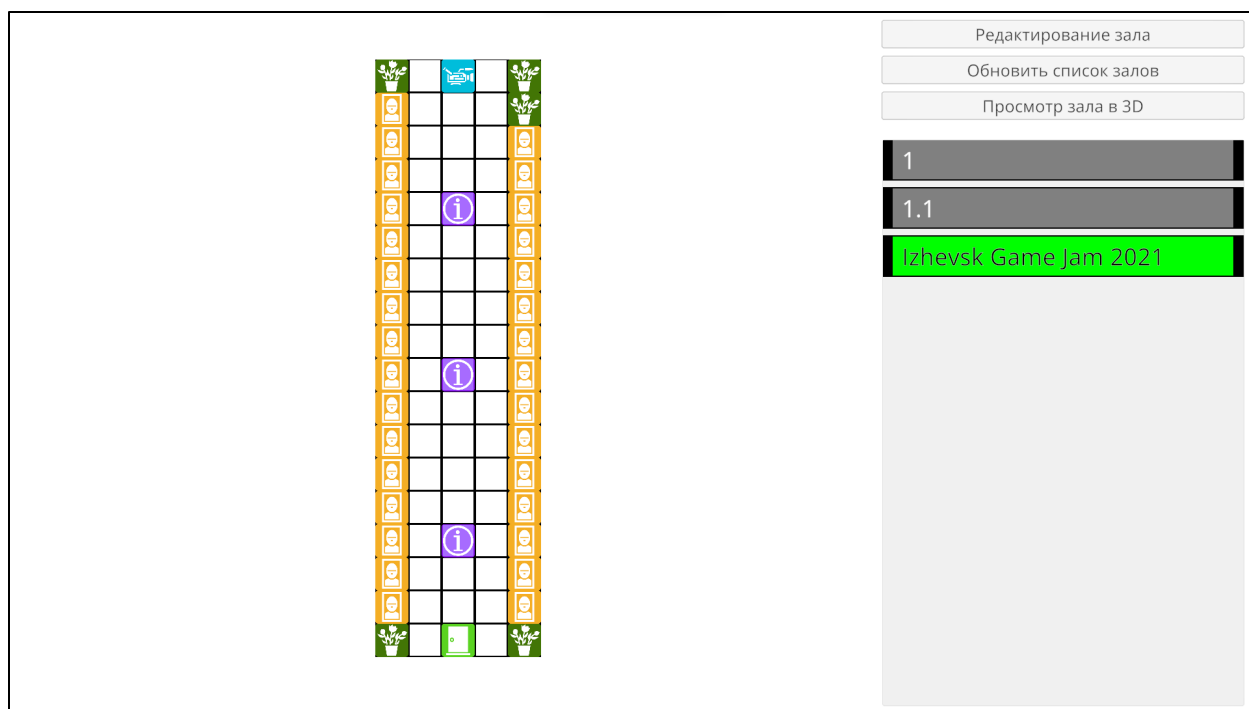 Редактирование зала
Обновить список залов
Просмотр зала в 3D
1
1.1
Izhevsk Game Jam 2021